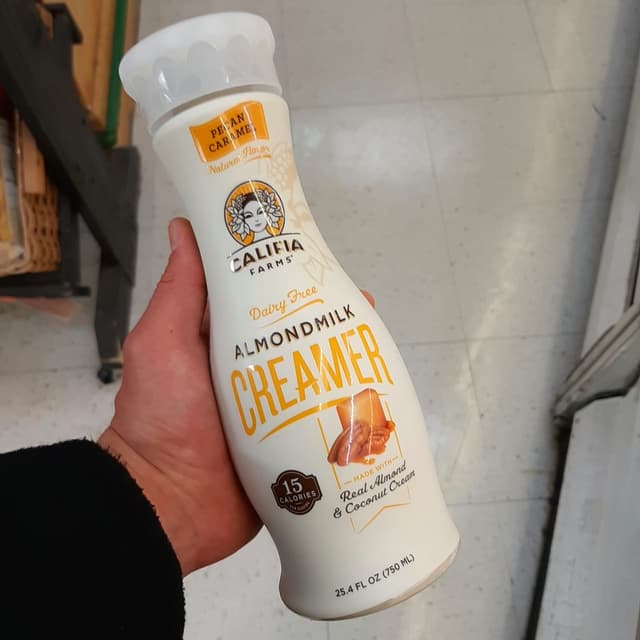 PECAN
CARAMEL
Natural Flavor
CALIFIA
FARMS®
Dairy Free
ALMONDMILK
CREAMER
MADE WITH
Real Almond
& Coconut Cream
15
CALORIES
25.4 FL OZ (750 ML)